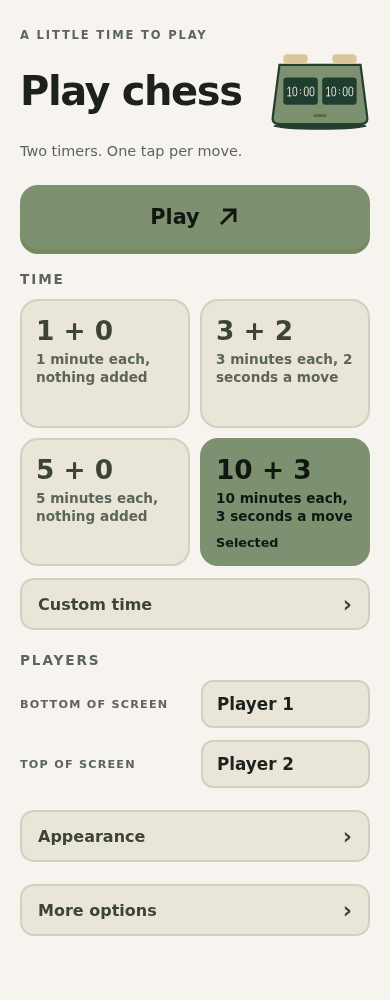 A LITTLE TIME TO PLAY
Play chess
10:00 10:00
Two timers. One tap per move.
Play
TIME
1 + 0
1 minute each,
nothing added
3 + 2
3 minutes each, 2
seconds a move
5 + 0
5 minutes each,
nothing added
10 + 3
10 minutes each,
3 seconds a move
Selected
Custom time
PLAYERS
BOTTOM OF SCREEN
Player 1
TOP OF SCREEN
Player 2
Appearance
More options